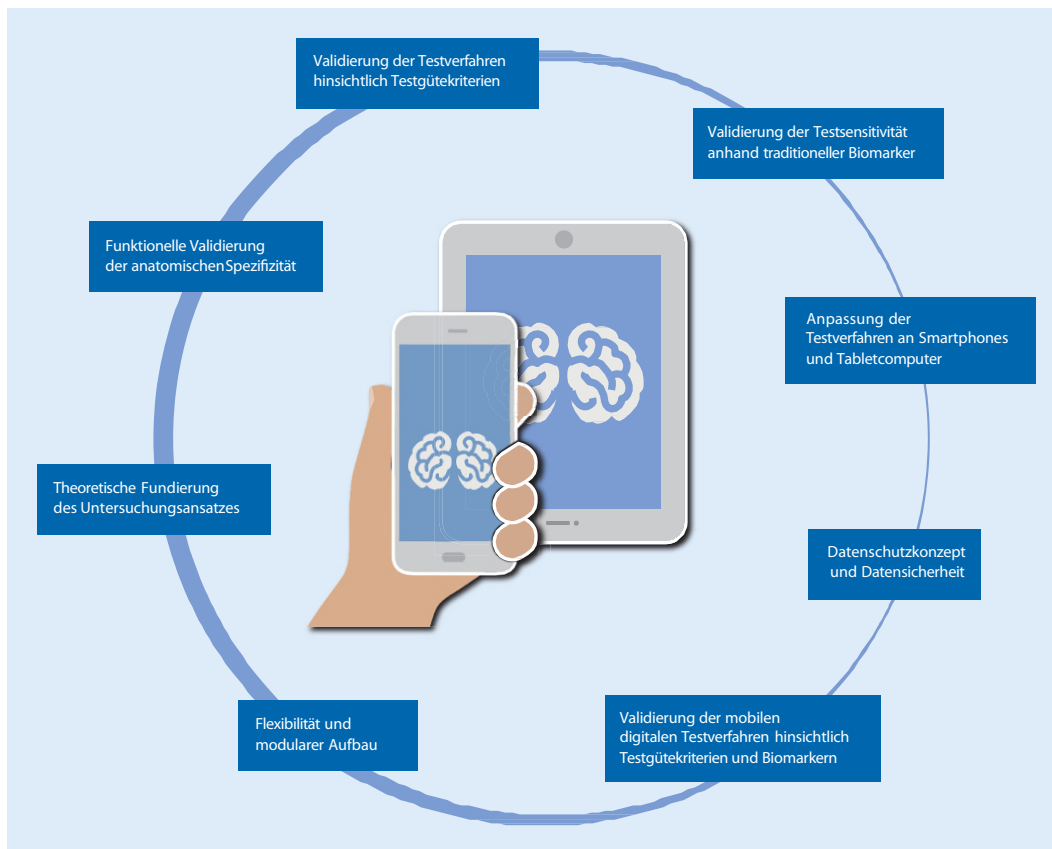 Validierung der Testverfahren
hinsichtlich Testgütekriterien
Validierung der Testsensitivität
anhand traditioneller Biomarker
Funktionelle Validierung
der anatomischen Spezifizität
Anpassung der
Testverfahren an Smartphones
und Tabletcomputer
Theoretische Fundierung
des Untersuchungsansatzes
Datenschutzkonzept
und Datensicherheit
Flexibilität und
modularer Aufbau
Validierung der mobilen
digitalen Testverfahren hinsichtlich
Testgütekriterien und Biomarkern